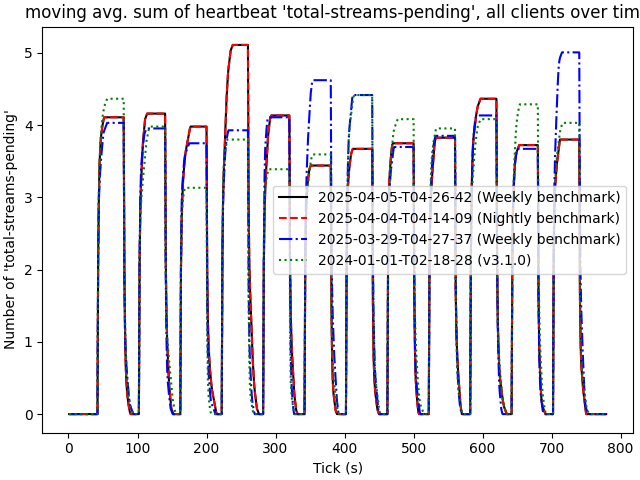 moving avg. sum of heartbeat 'total-streams-pending', all clients over tim
Number of 'total-streams-pending'
5
4
3
2
1
0
2025-04-05-T04-26-42 (Weekly benchmark)
2025-04-04-T04-14-09 (Nightly benchmark)
2025-03-29-T04-27-37 (Weekly benchmark)
2024-01-01-T02-18-28 (v3.1.0)
0 100 200 300 400 500 600 700 800
Tick (s)